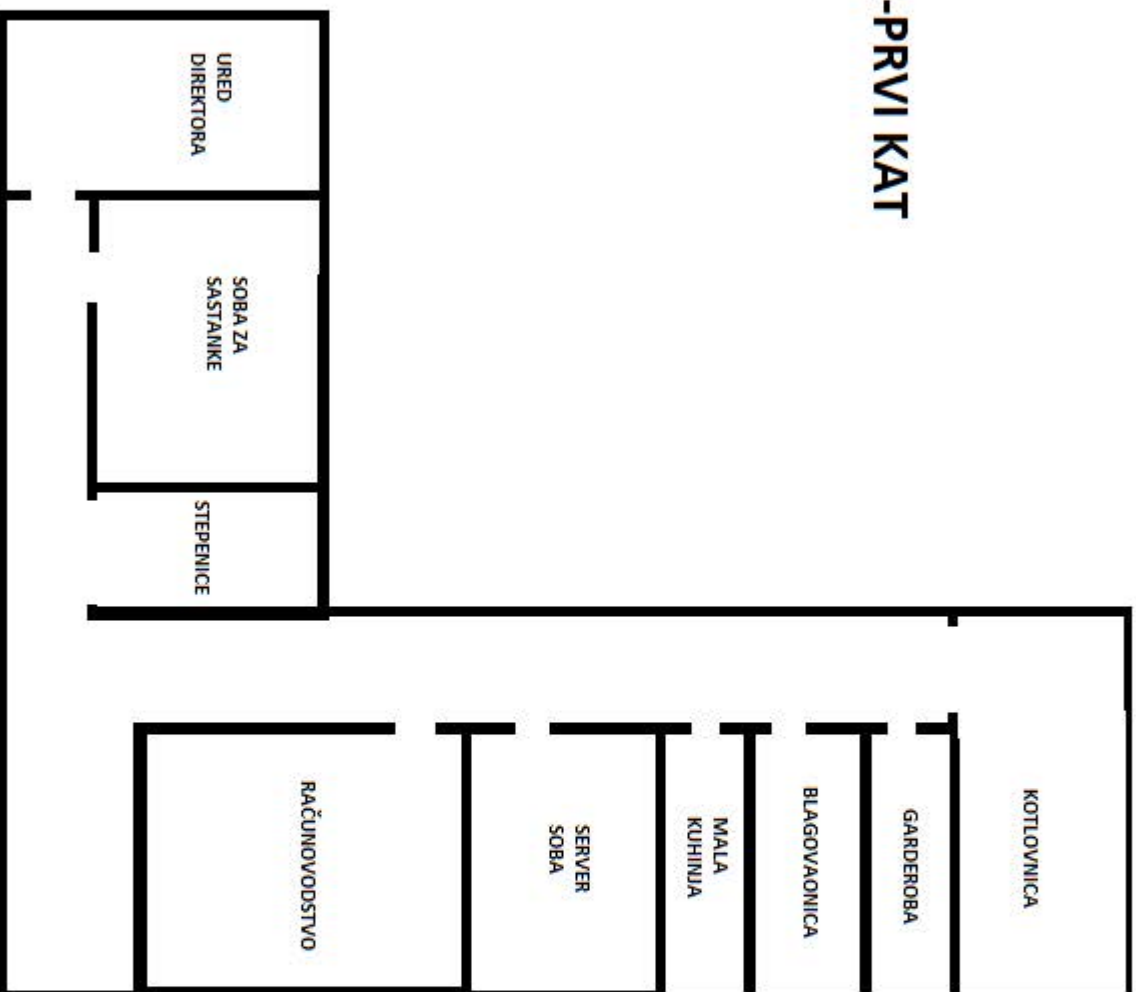 -PRVI KAT
KOTLOVNICA
GARDEROBA
BLAGOVAONICA
MALA
KUHINJA
SERVER
SOBA
RAČUNOVODSTVO
STEPENICE
SOBA ZA
SASTANKE
URED
DIREKTORA